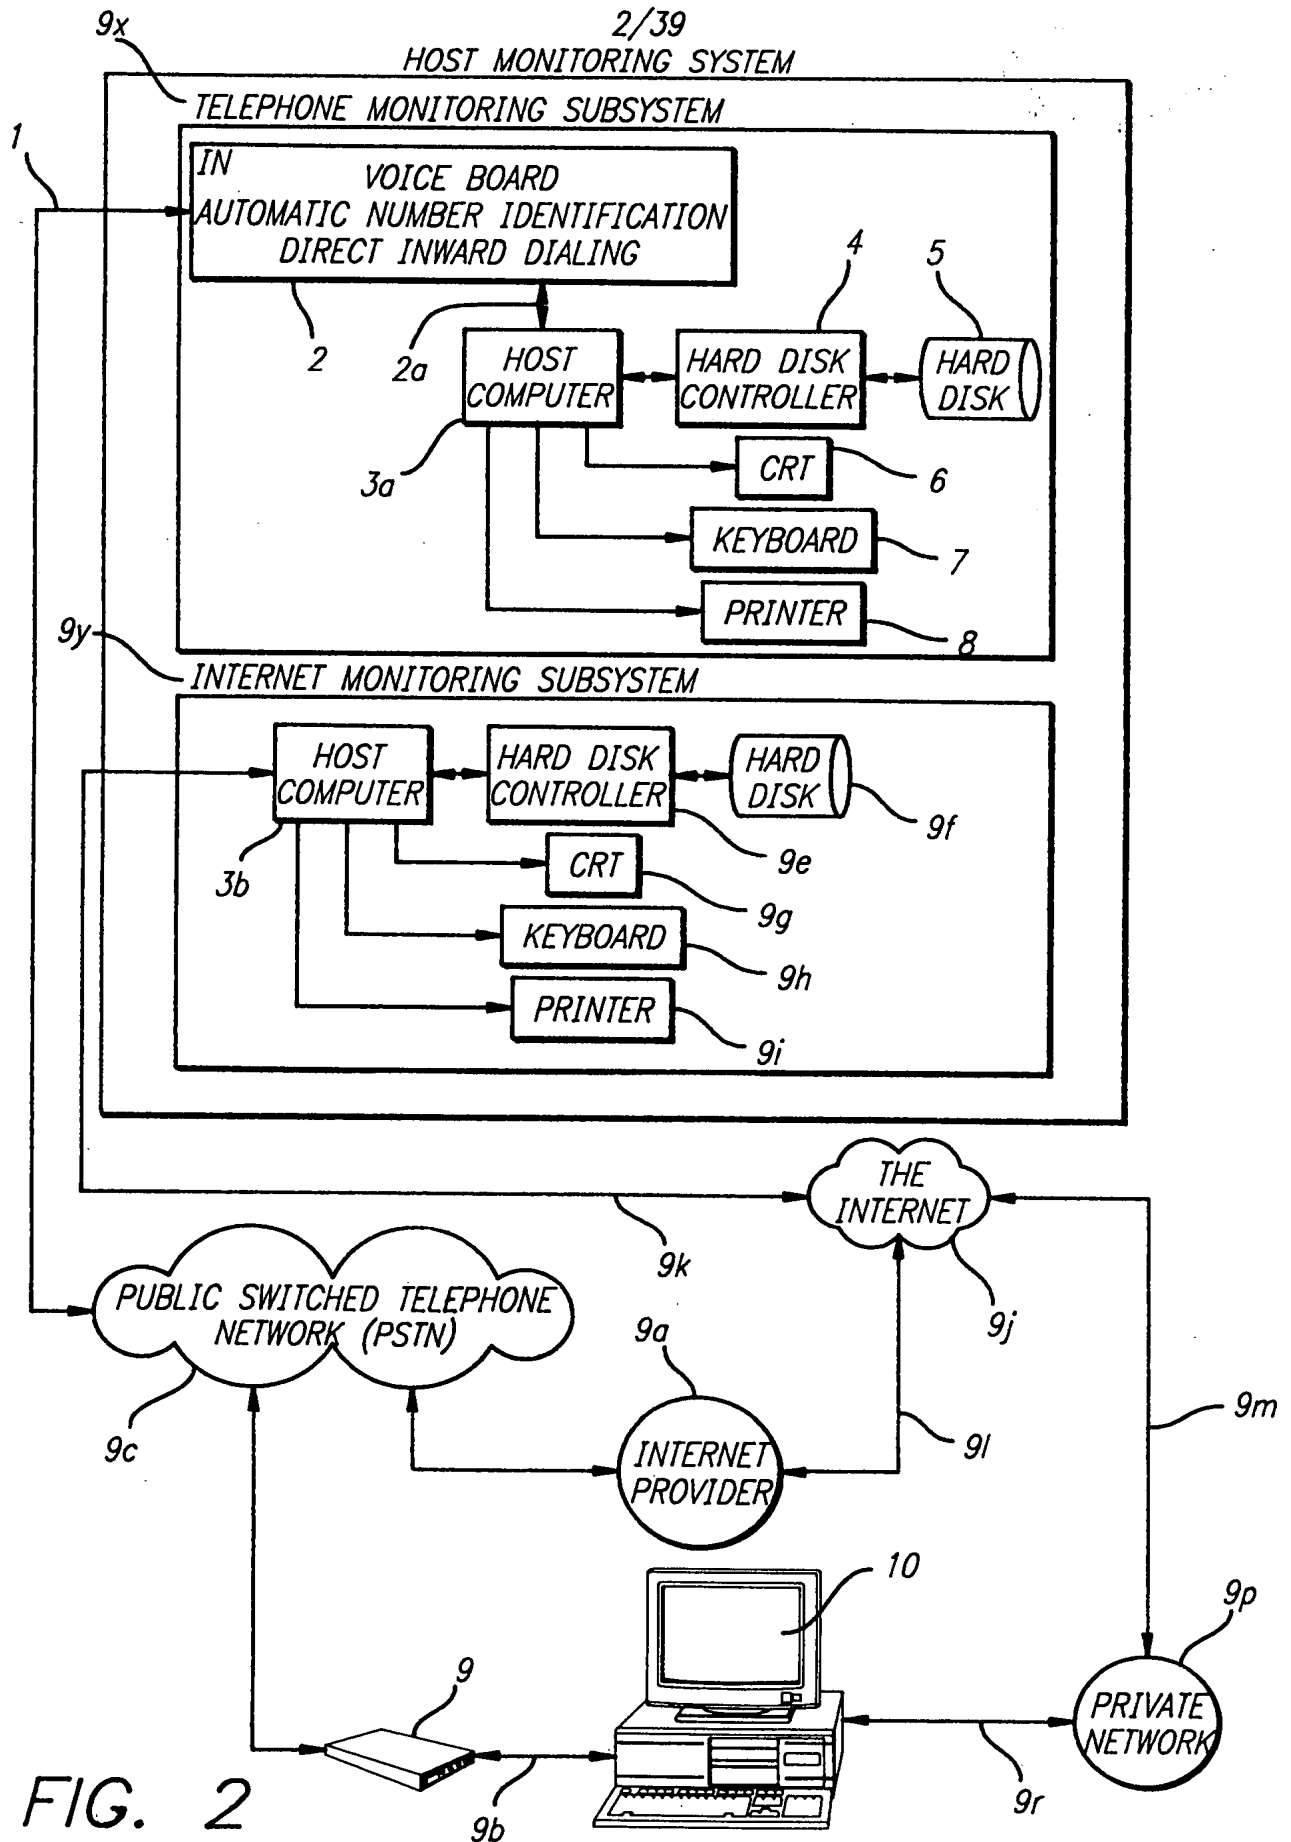 2/39
HOST MONITORING SYSTEM
9x
TELEPHONE MONITORING SUBSYSTEM
1
IN
VOICE BOARD
AUTOMATIC NUMBER IDENTIFICATION
DIRECT INWARD DIALING
2
2a
4
5
HOST
COMPUTER
HARD DISK
CONTROLLER
HARD
DISK
3a
CRT
6
KEYBOARD
7
PRINTER
8
9y
INTERNET MONITORING SUBSYSTEM
HOST
COMPUTER
HARD DISK
CONTROLLER
HARD
DISK
9f
9e
3b
CRT
9g
KEYBOARD
9h
PRINTER
9i
THE
INTERNET
9k
9j
PUBLIC SWITCHED TELEPHONE
NETWORK (PSTN)
9c
9a
INTERNET
PROVIDER
9l
9m
10
9p
PRIVATE
NETWORK
9
9b
9r
FIG. 2